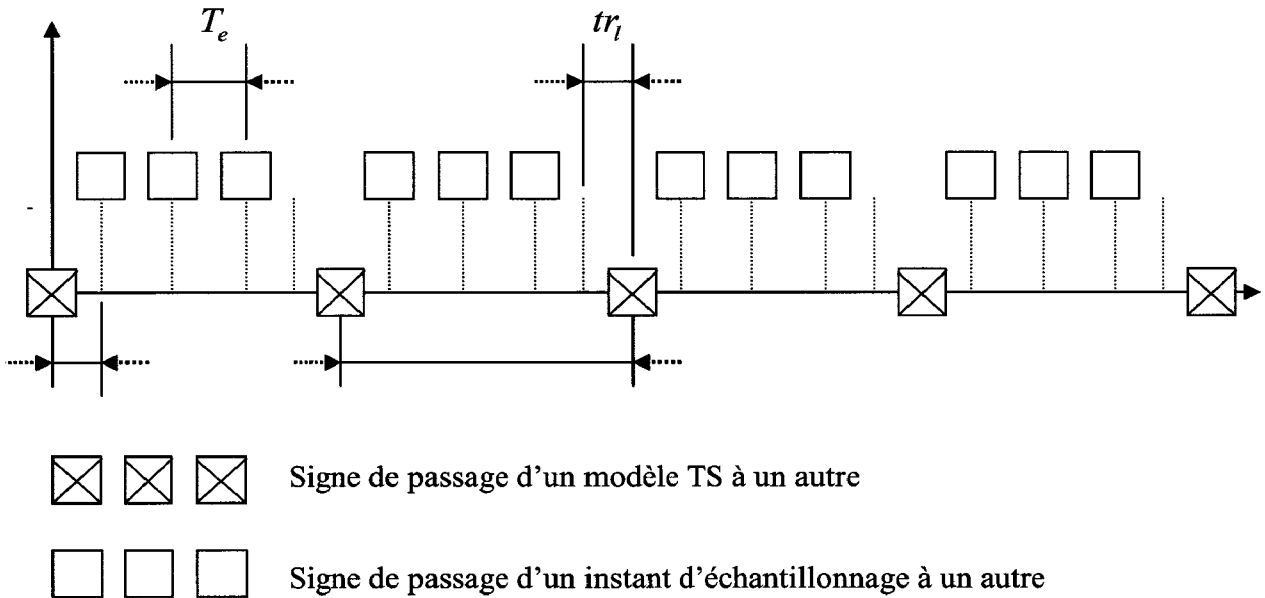 T_e
tr_l
Signe de passage d'un modèle TS à un autre
Signe de passage d'un instant d'échantillonnage à un autre